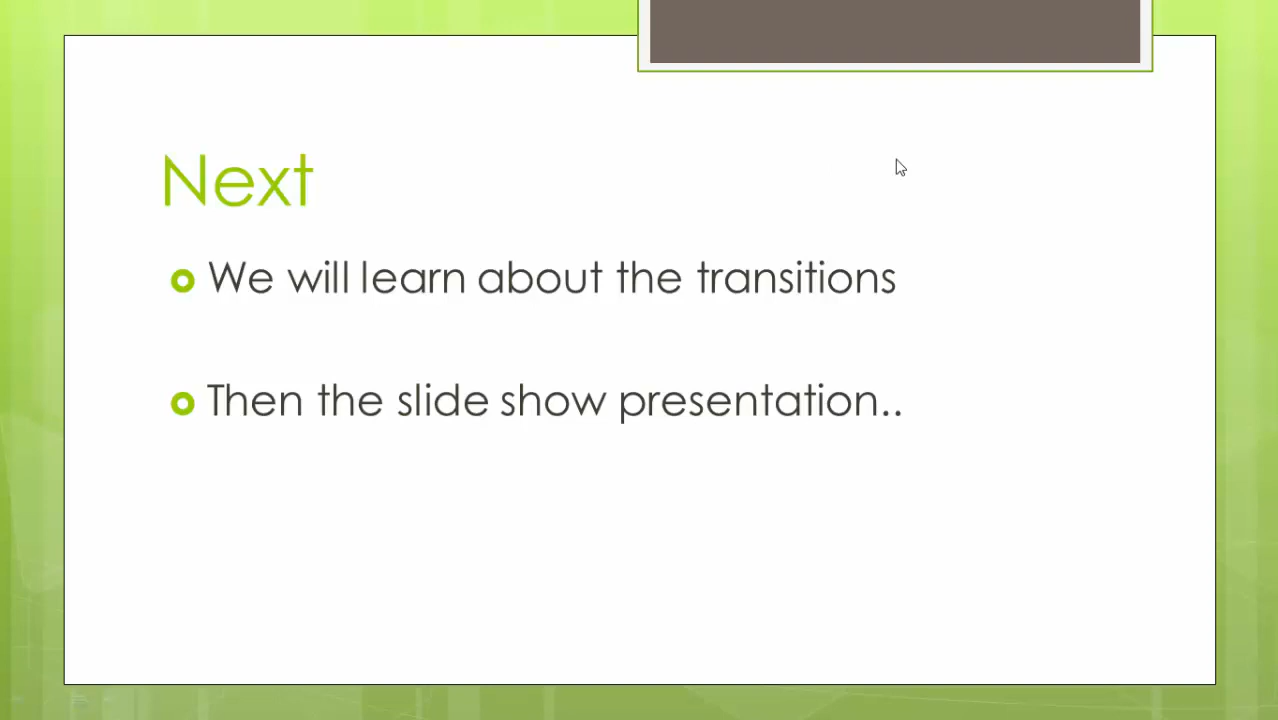 Next
We will learn about the transitions
Then the slide show presentation..